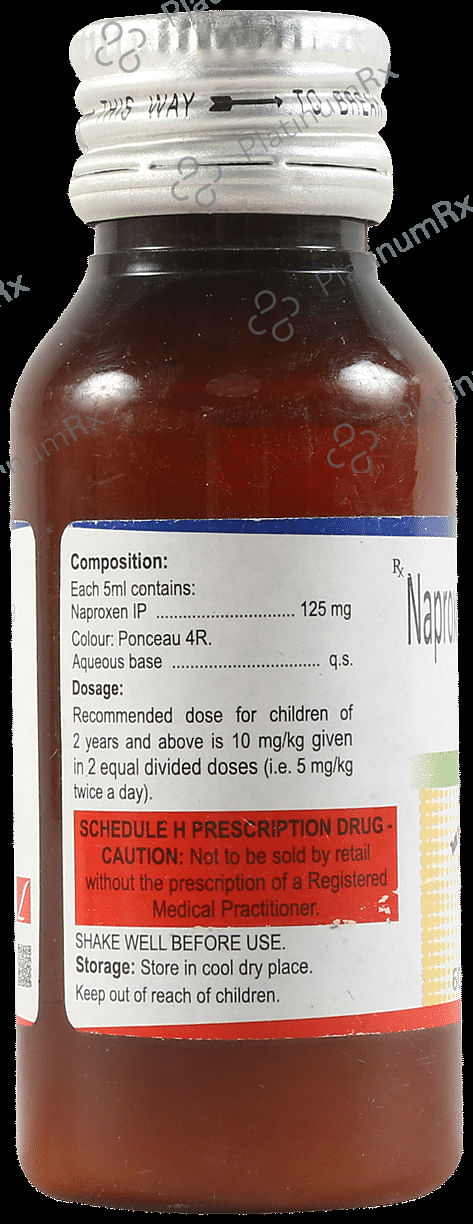 THIS WAY TO BREAK
Composition:
Each 5ml contains:
Naproxen IP .............................. 125 mg
Colour: Ponceau 4R.
Aqueous base ................................ q.s.
Dosage:
Recommended dose for children of
2 years and above is 10 mg/kg given
in 2 equal divided doses (i.e. 5 mg/kg
twice a day).
SCHEDULE H PRESCRIPTION DRUG -
CAUTION: Not to be sold by retail
without the prescription of a Registered
Medical Practitioner.
SHAKE WELL BEFORE USE.
Storage: Store in cool dry place.
Keep out of reach of children.
Rx
Napro
PlatinumRx
PlatinumRx
PlatinumRx